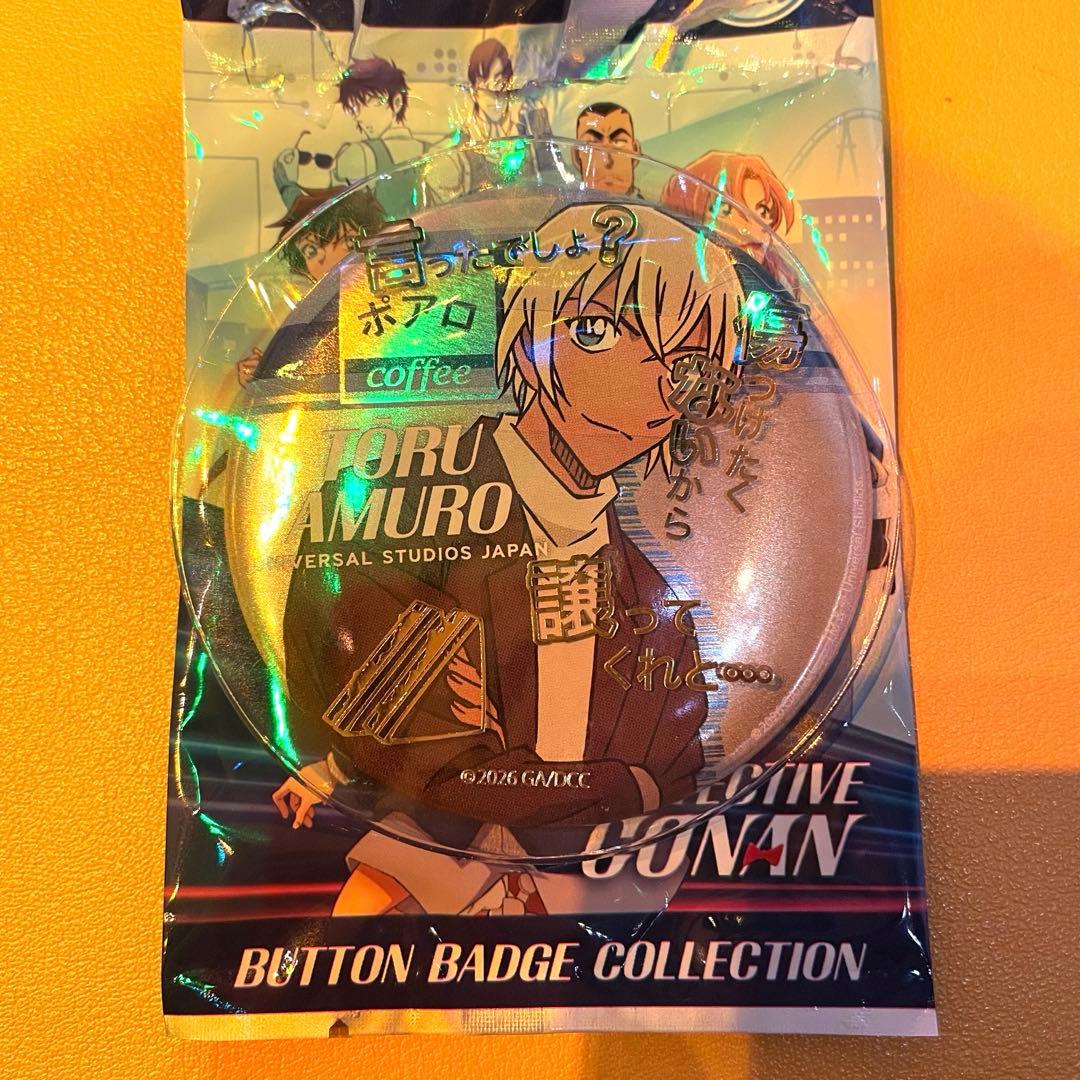 言ったでしょ?
ポアロ
coffee
傷つけたく
無いから
TORU
AMURO
UNIVERSAL STUDIOS JAPAN
譲って
くれと…
©2026 GA/DCC
DETECTIVE
CONAN
BUTTON BADGE COLLECTION